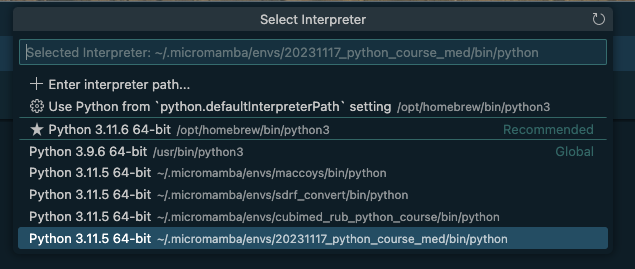 Select Interpreter
Selected Interpreter: ~/.micromamba/envs/20231117_python_course_med/bin/python
Enter interpreter path...
Use Python from `python.defaultInterpreterPath` setting /opt/homebrew/bin/python3
Python 3.11.6 64-bit /opt/homebrew/bin/python3 Recommended
Python 3.9.6 64-bit /usr/bin/python3 Global
Python 3.11.5 64-bit ~/.micromamba/envs/maccoys/bin/python
Python 3.11.5 64-bit ~/.micromamba/envs/sdrf_convert/bin/python
Python 3.11.5 64-bit ~/.micromamba/envs/cubimed_rub_python_course/bin/python
Python 3.11.5 64-bit ~/.micromamba/envs/20231117_python_course_med/bin/python